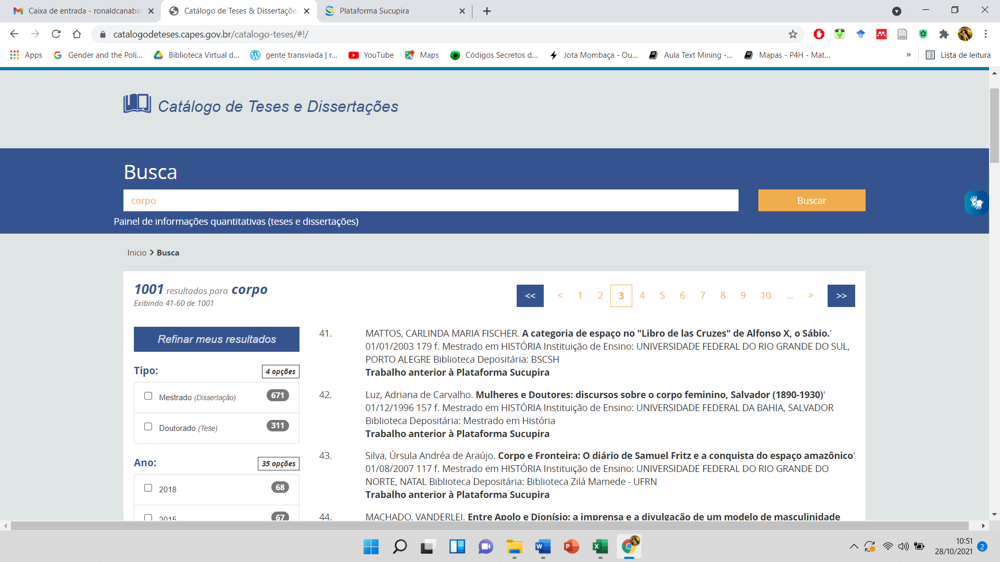 Caixa de entrada - ronaldcanabar
Catálogo de Teses & Dissertaçõe
Plataforma Sucupira
catalogodeteses.capes.gov.br/catalogo-teses/#!/
Apps
Gender and the Poli...
Biblioteca Virtual d...
gente transviada | r...
YouTube
Maps
Códigos Secretos d...
Jota Mombaça - Ou...
Aula Text Mining -...
Mapas - P4H - Mat...
»
Lista de leitura
Catálogo de Teses e Dissertações
Busca
corpo
Buscar
Painel de informações quantitativas (teses e dissertações)
Inicio > Busca
1001 resultados para corpo
Exibindo 41-60 de 1001
<< < 1 2 3 4 5 6 7 8 9 10 ... > >>
Refinar meus resultados
Tipo: 4 opções
Mestrado (Dissertação) 671
Doutorado (Tese) 311
Ano: 35 opções
2018 68
2015 67
41. MATTOS, CARLINDA MARIA FISCHER. A categoria de espaço no "Libro de las Cruzes" de Alfonso X, o Sábio.'
01/01/2003 179 f. Mestrado em HISTÓRIA Instituição de Ensino: UNIVERSIDADE FEDERAL DO RIO GRANDE DO SUL,
PORTO ALEGRE Biblioteca Depositária: BSCSH
Trabalho anterior à Plataforma Sucupira
42. Luz, Adriana de Carvalho. Mulheres e Doutores: discursos sobre o corpo feminino, Salvador (1890-1930)'
01/12/1996 157 f. Mestrado em HISTÓRIA Instituição de Ensino: UNIVERSIDADE FEDERAL DA BAHIA, SALVADOR
Biblioteca Depositária: Mestrado em História
Trabalho anterior à Plataforma Sucupira
43. Silva, Úrsula Andréa de Araújo. Corpo e Fronteira: O diário de Samuel Fritz e a conquista do espaço amazônico'
01/08/2007 117 f. Mestrado em HISTÓRIA Instituição de Ensino: UNIVERSIDADE FEDERAL DO RIO GRANDE DO
NORTE, NATAL Biblioteca Depositária: Biblioteca Zilá Mamede - UFRN
Trabalho anterior à Plataforma Sucupira
44. MACHADO, VANDERLEI. Entre Apolo e Dionísio: a imprensa e a divulgação de um modelo de masculinidade
10:51
28/10/2021
2